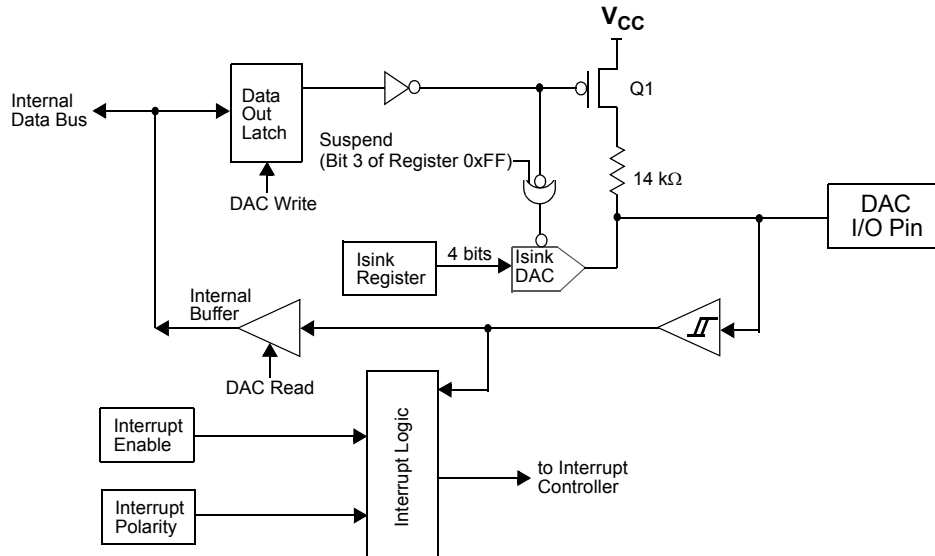 VCC
Internal
Data Bus
Data
Out
Latch
Q1
Suspend
(Bit 3 of Register 0xFF)
14 kΩ
DAC Write
DAC
I/O Pin
Isink
Register
4 bits
Isink
DAC
Internal
Buffer
DAC Read
Interrupt
Enable
Interrupt Logic
to Interrupt
Controller
Interrupt
Polarity